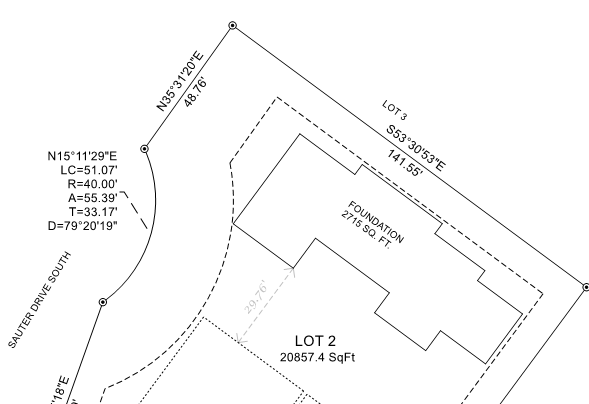 N35°31'20"E
48.76'
LOT 3
S53°30'53"E
141.55'
N15°11'29"E
LC=51.07'
R=40.00'
A=55.39'
T=33.17'
D=79°20'19"
FOUNDATION
2715 SQ. FT.
SAUTER DRIVE SOUTH
29.76'
LOT 2
20857.4 SqFt
18"E